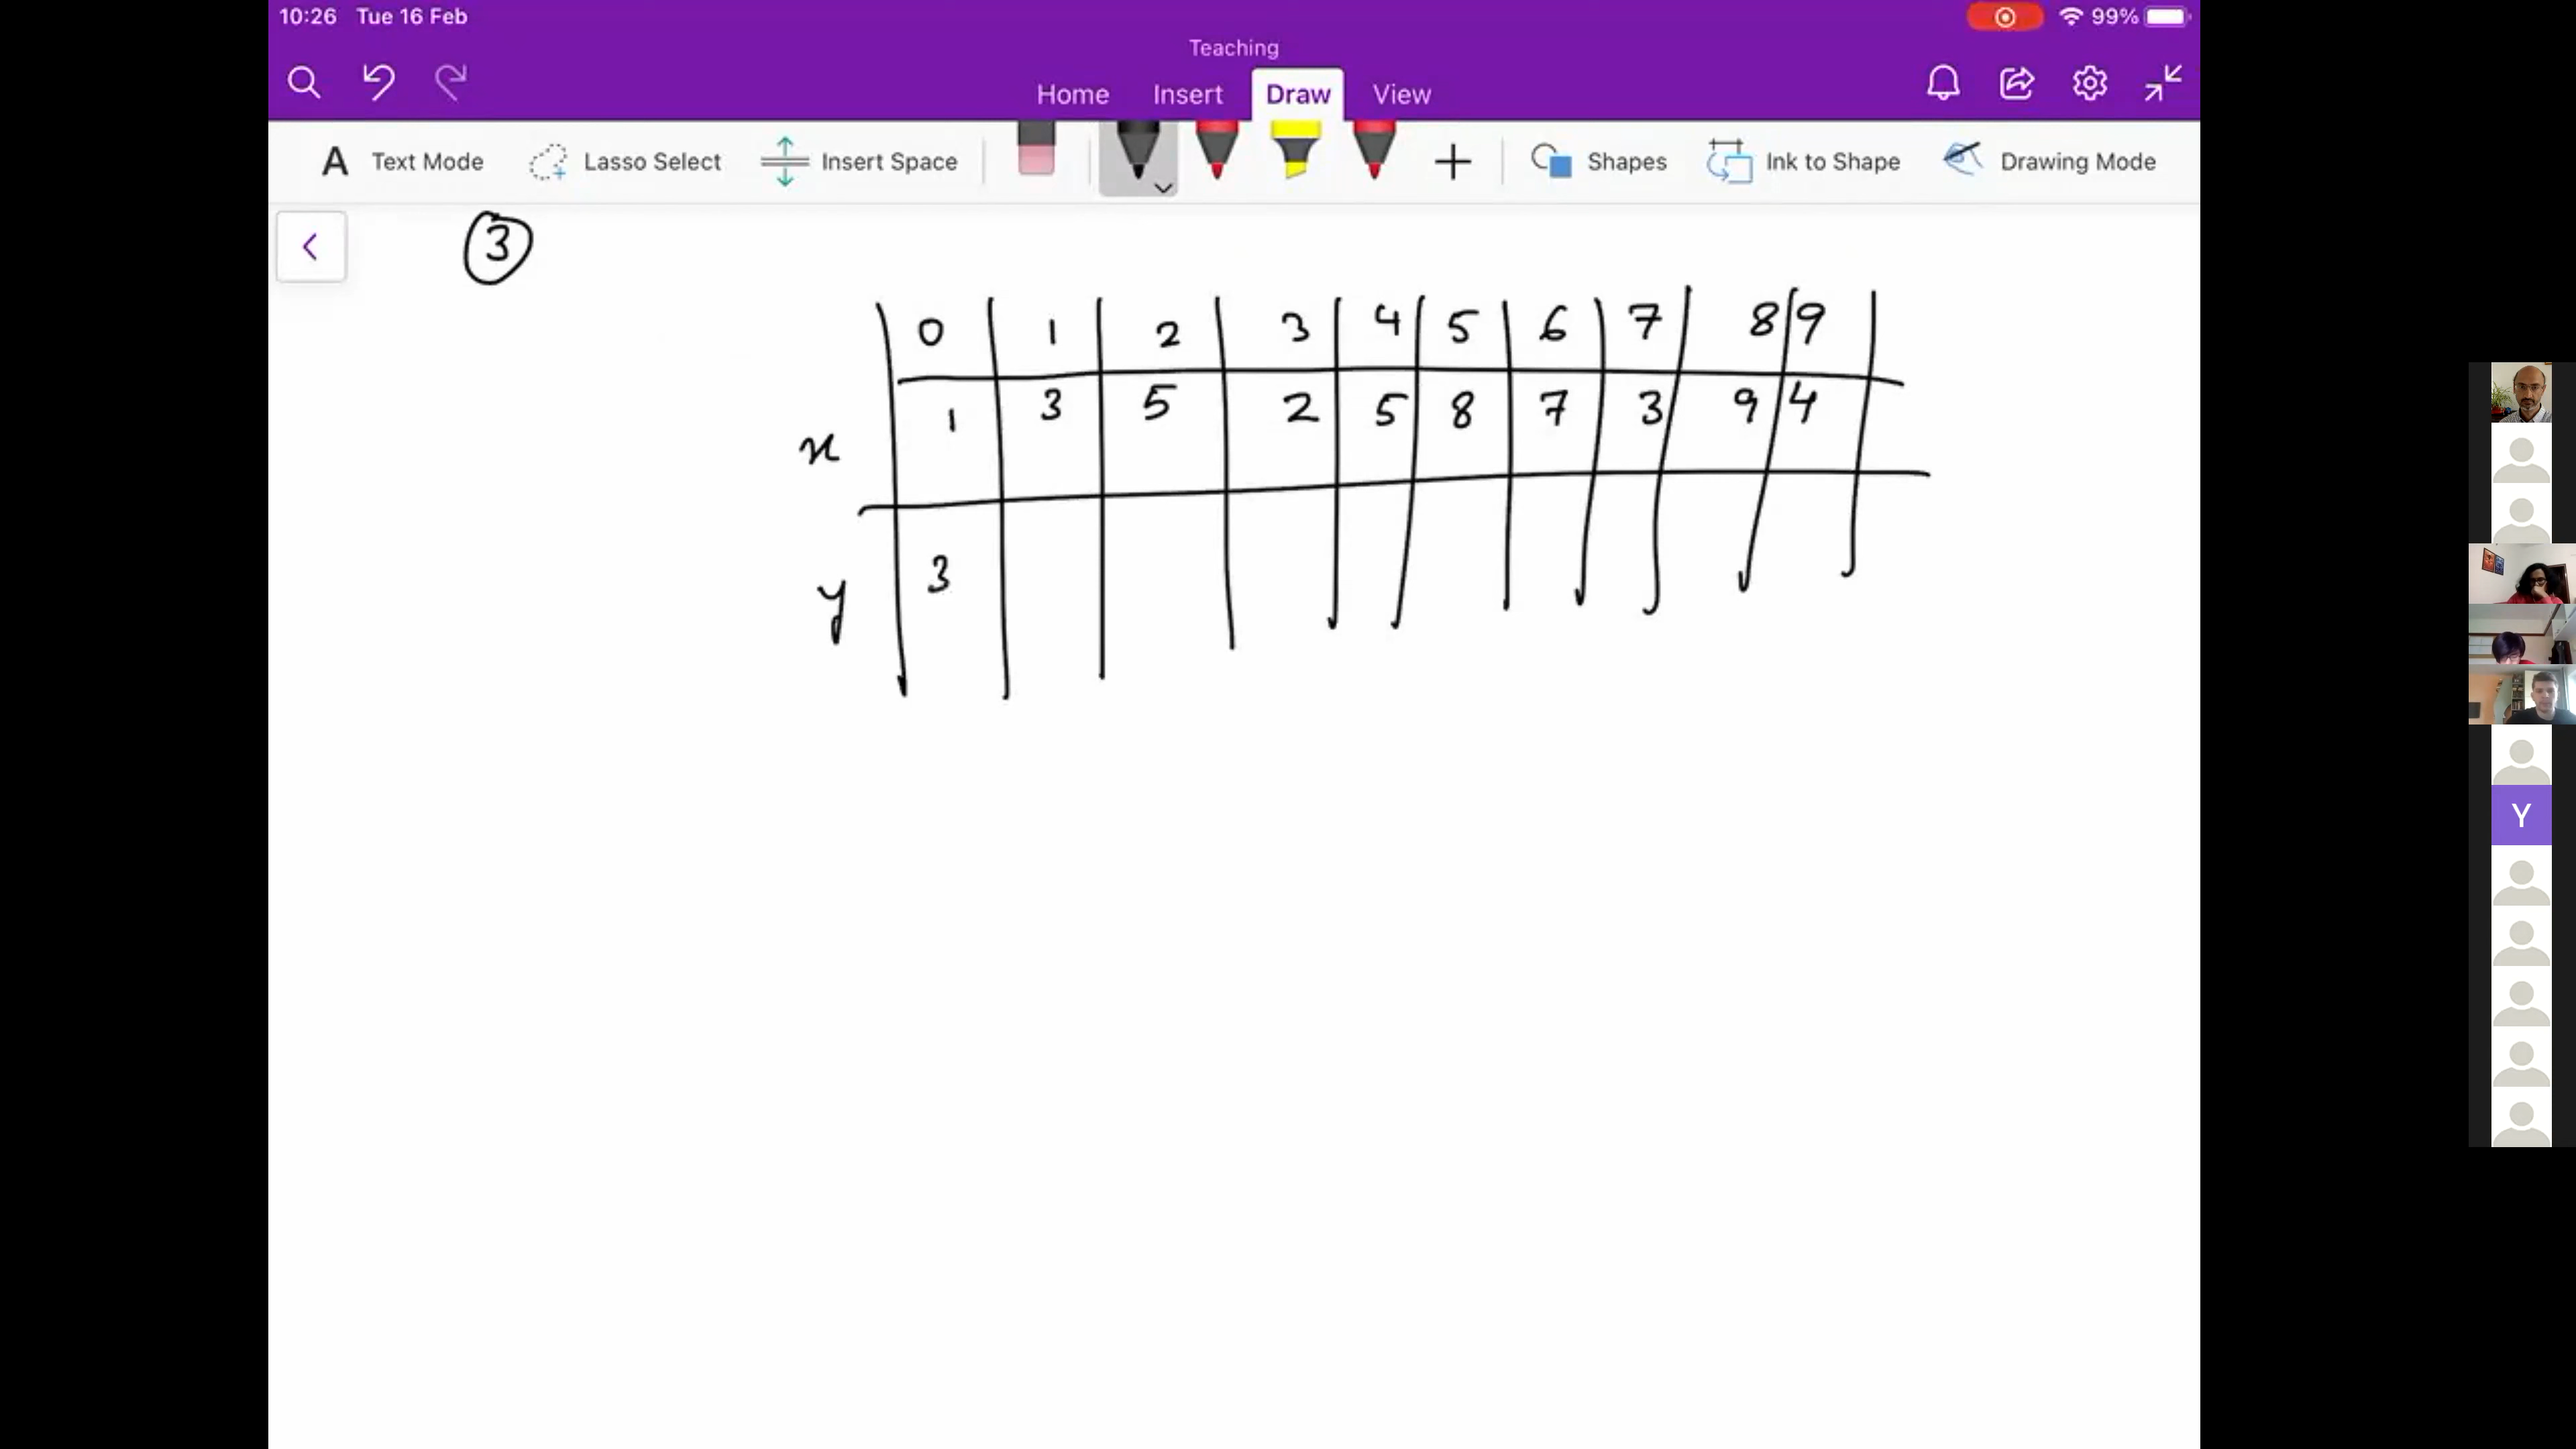 10:26 Tue 16 Feb 99%
Teaching
Home Insert Draw View
A Text Mode Lasso Select Insert Space Shapes Ink to Shape Drawing Mode
3
0 1 2 3 4 5 6 7 8 9
x 1 3 5 2 5 8 7 3 9 4
y 3
Y